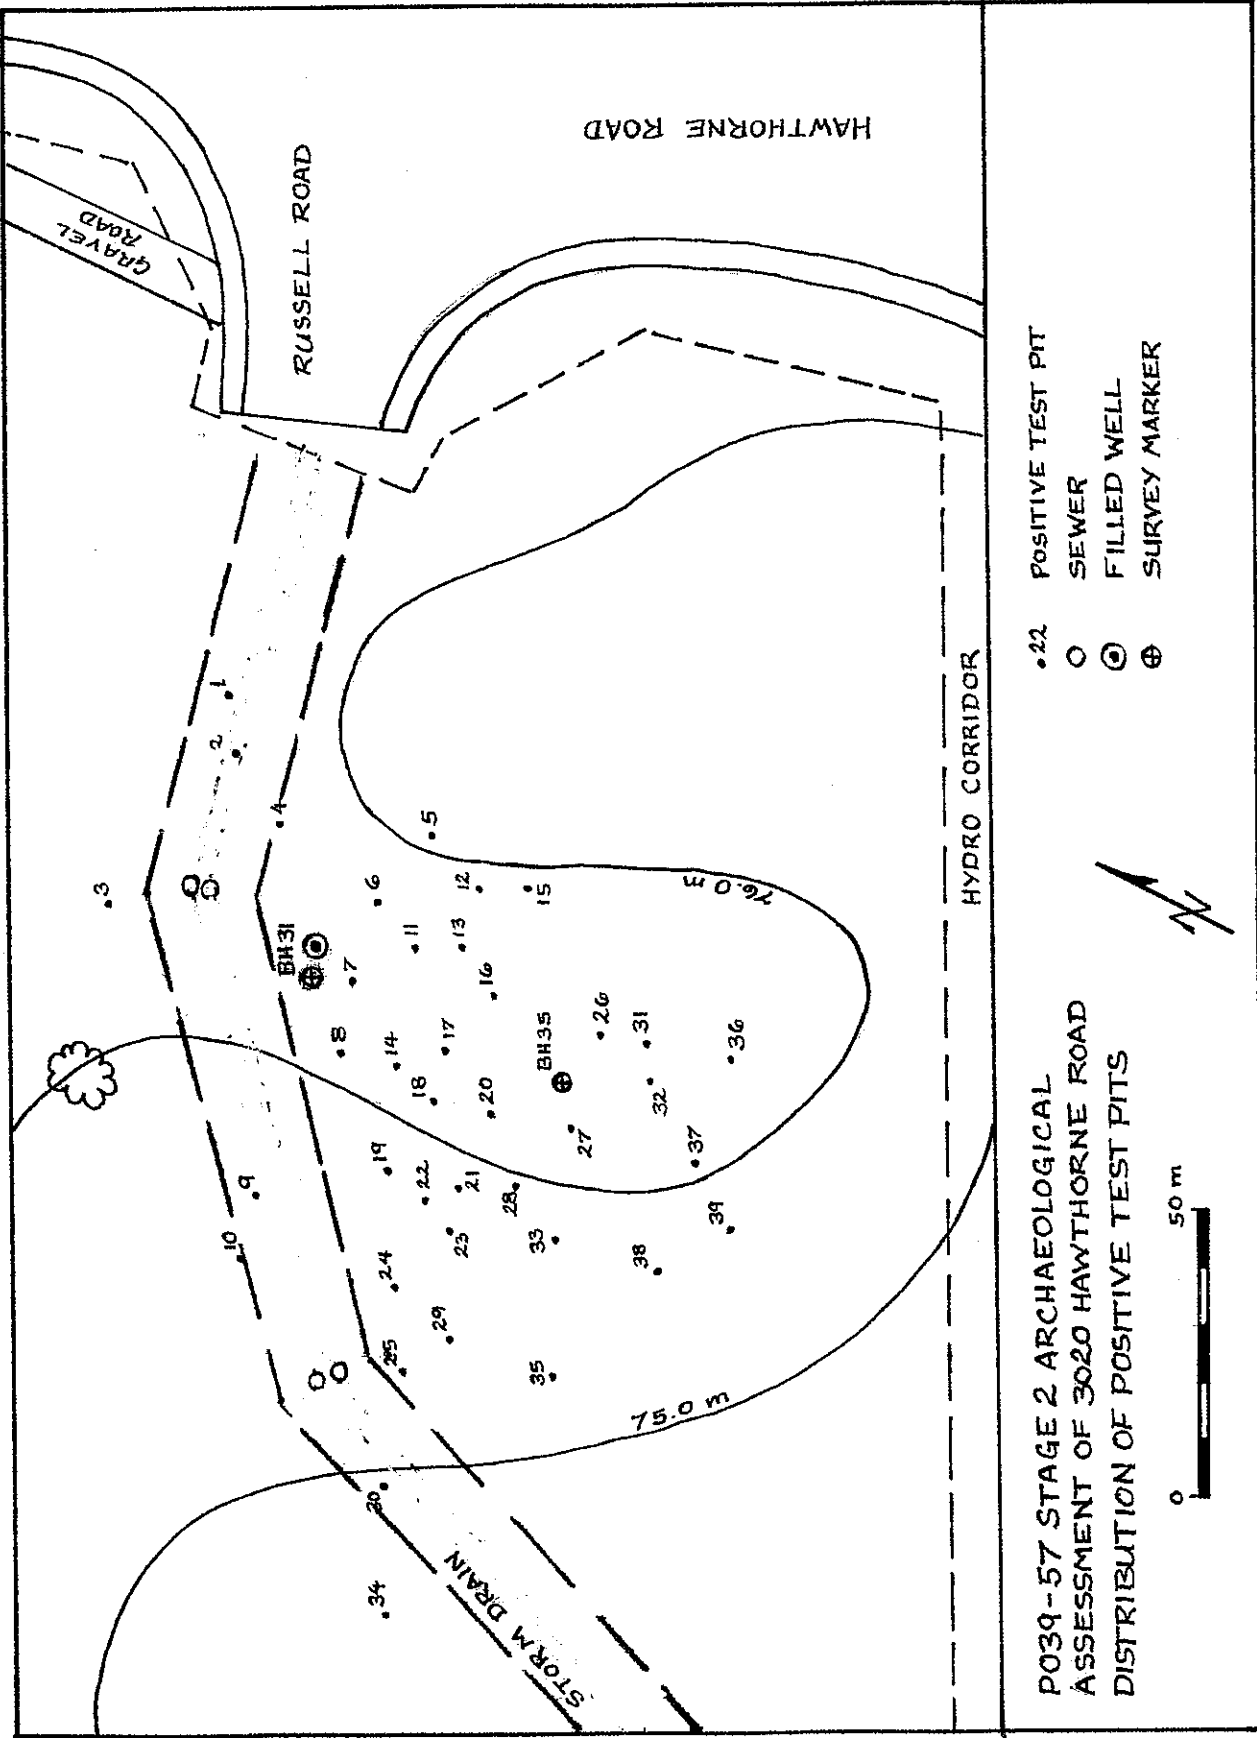 GRAVEL
ROAD
RUSSELL ROAD
HAWTHORNE ROAD
1
2
3
4
5
6
7
8
9
10
11
12
13
14
15
16
17
18
19
20
21
22
23
24
25
26
27
28
29
30
31
32
33
34
35
36
37
38
39
BH31
BH35
76.0 m
75.0 m
STORM DRAIN
HYDRO CORRIDOR
P039-57 STAGE 2 ARCHAEOLOGICAL
ASSESSMENT OF 3020 HAWTHORNE ROAD
DISTRIBUTION OF POSITIVE TEST PITS
0 50 m
N
.22 POSITIVE TEST PIT
SEWER
FILLED WELL
SURVEY MARKER